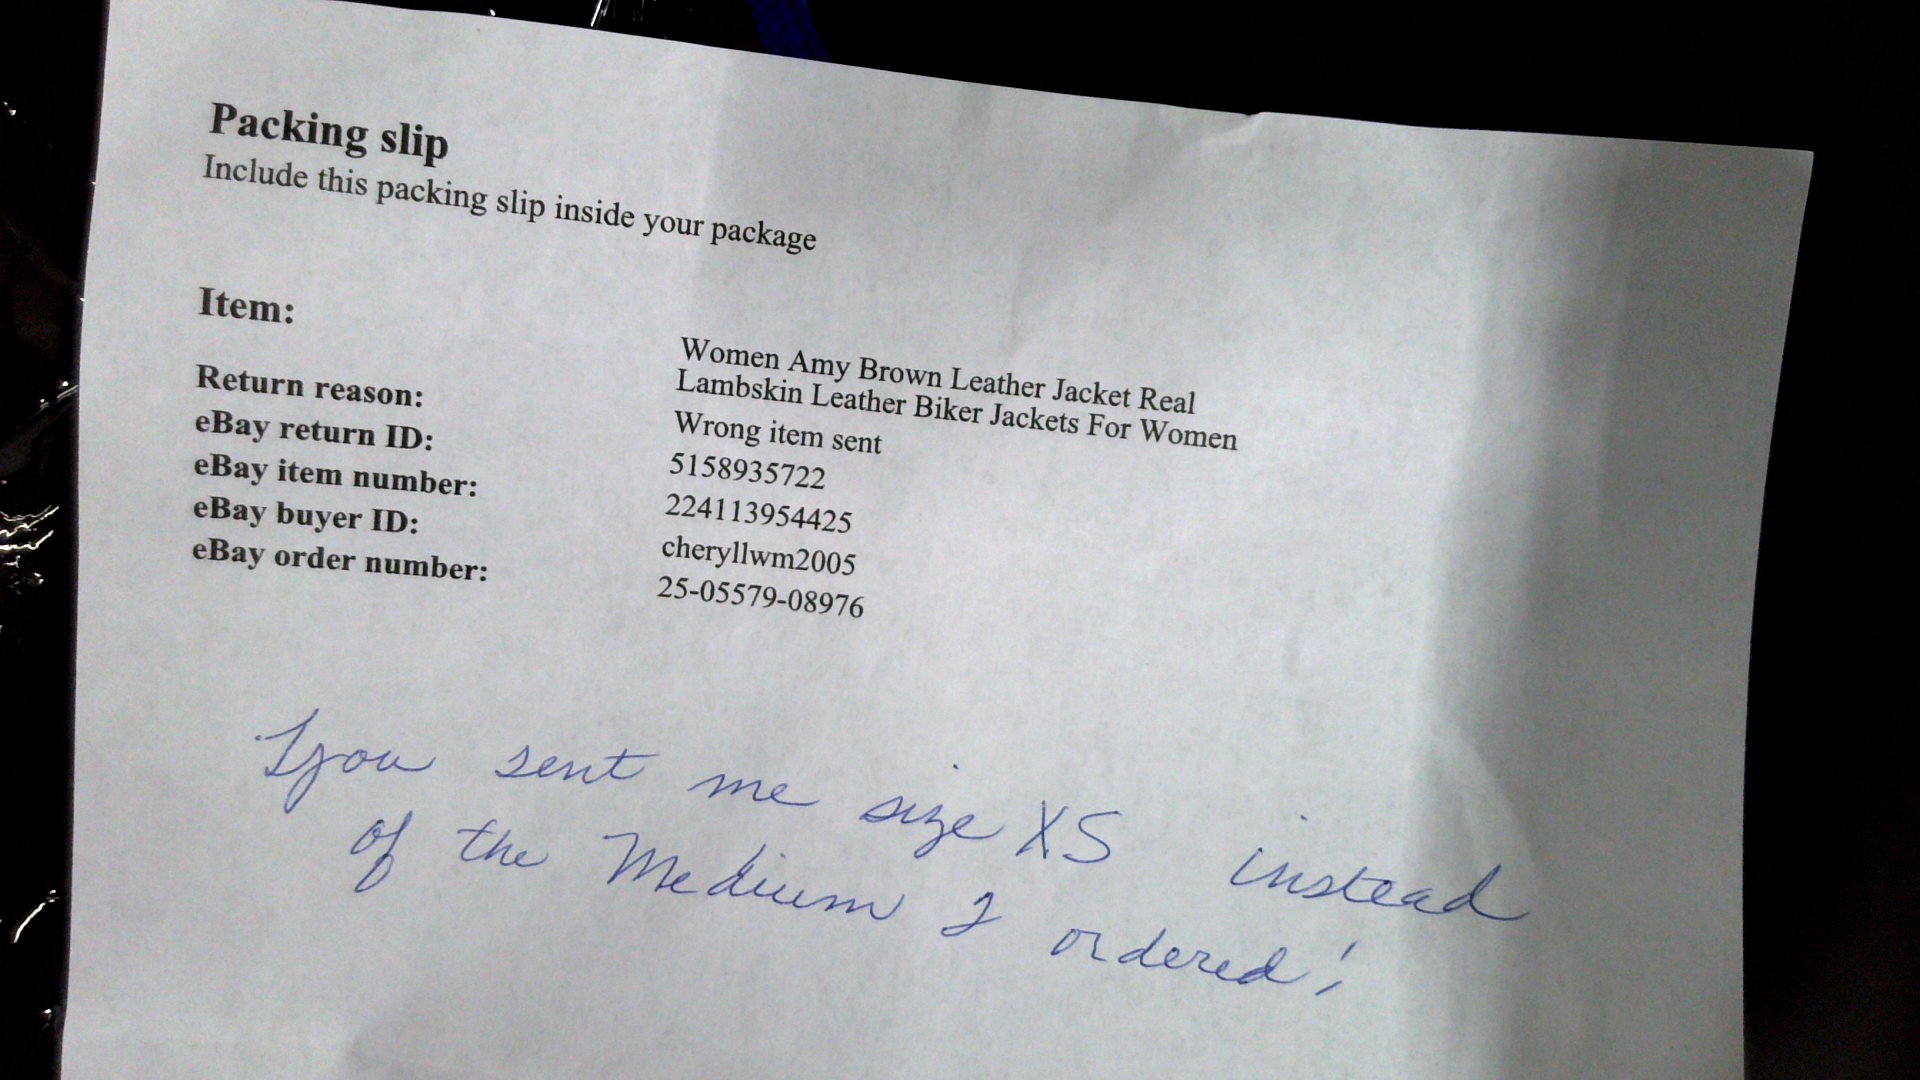 Packing slip
Include this packing slip inside your package
Item:
Women Amy Brown Leather Jacket Real
Lambskin Leather Biker Jackets For Women
Return reason: Wrong item sent
eBay return ID: 5158935722
eBay item number: 224113954425
eBay buyer ID: cheryllwm2005
eBay order number: 25-05579-08976
You sent me size XS instead
of the Medium I ordered!